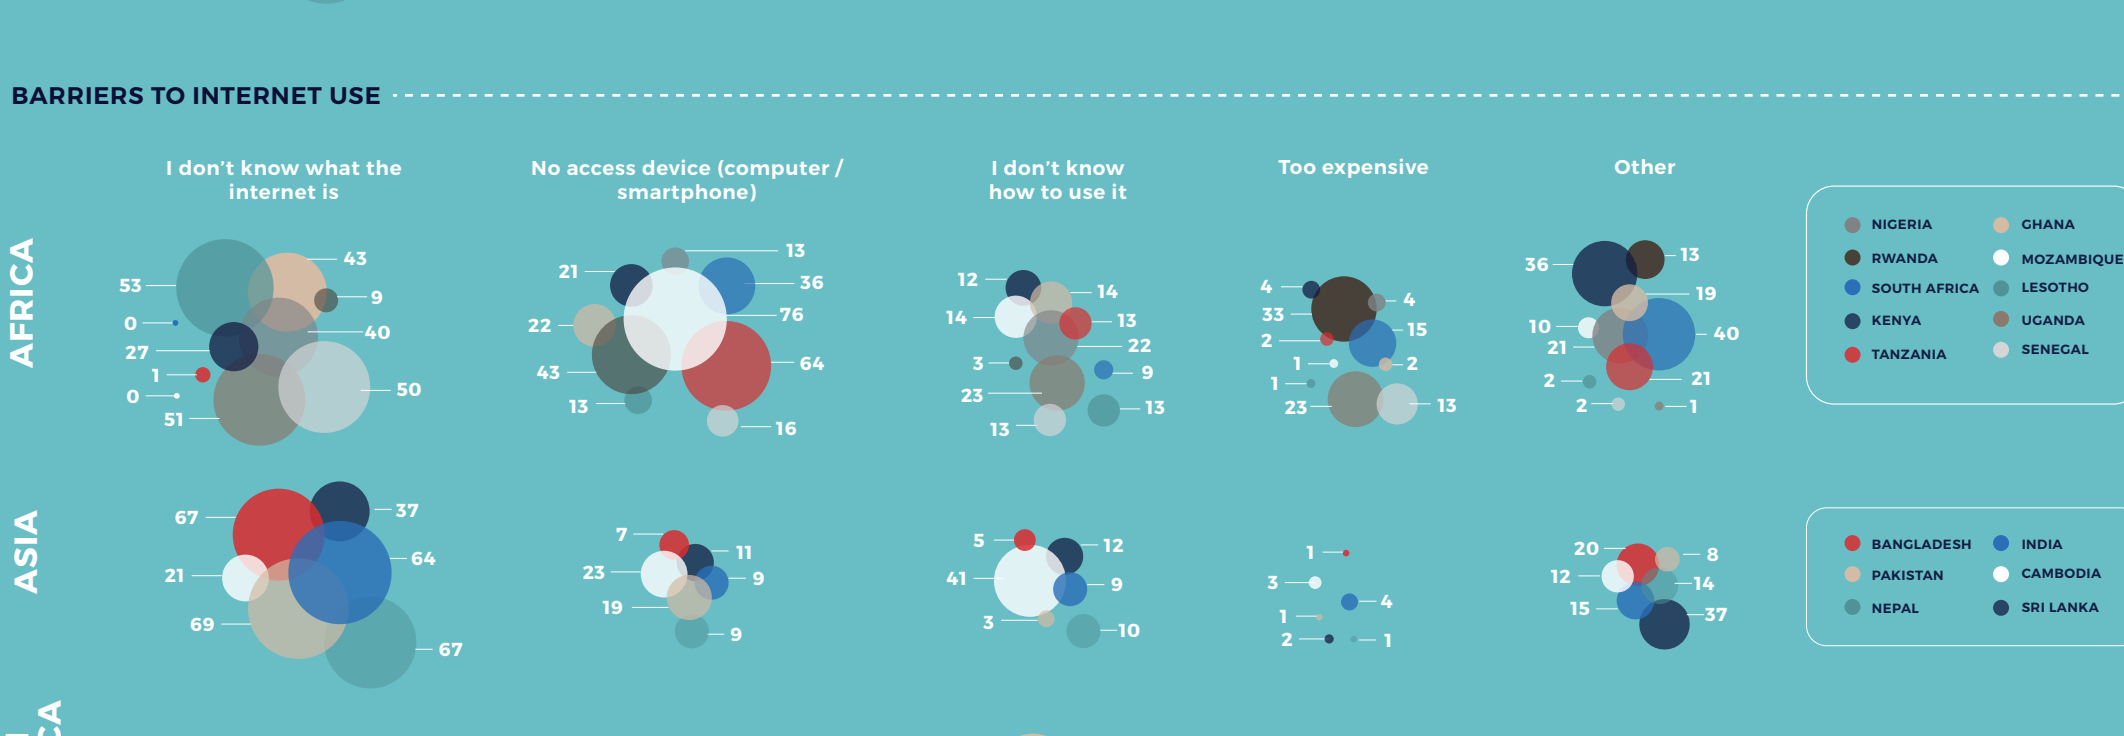 BARRIERS TO INTERNET USE
I don't know what the
internet is
No access device (computer /
smartphone)
I don't know
how to use it
Too expensive
Other
AFRICA
53
43
9
0
40
27
1
0
50
51
13
21
36
76
22
64
43
13
16
12
14
14
13
22
3
9
23
13
13
4
4
33
15
2
1
2
1
23
13
36
13
19
10
40
21
2
21
2
1
NIGERIA
GHANA
RWANDA
MOZAMBIQUE
SOUTH AFRICA
LESOTHO
KENYA
UGANDA
TANZANIA
SENEGAL
ASIA
67
37
64
21
69
67
7
11
23
9
19
9
5
12
41
9
3
10
1
3
4
1
2
1
20
8
12
14
15
37
BANGLADESH
INDIA
PAKISTAN
CAMBODIA
NEPAL
SRI LANKA